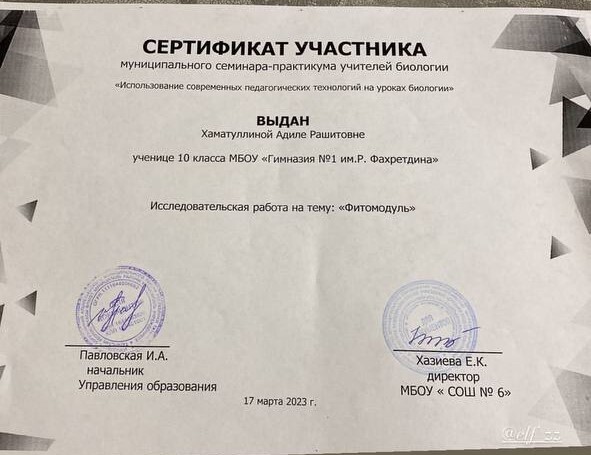 СЕРТИФИКАТ УЧАСТНИКА
муниципального семинара-практикума учителей биологии
«Использование современных педагогических технологий на уроках биологии»
ВЫДАН
Хаматуллиной Адиле Рашитовне
ученице 10 класса МБОУ «Гимназия №1 им.Р. Фахретдина»
Исследовательская работа на тему: «Фитомодуль»
Павловская И.А.
начальник
Управления образования
Хазиева Е.К.
директор
МБОУ « СОШ № 6»
17 марта 2023 г.
@elf_zz